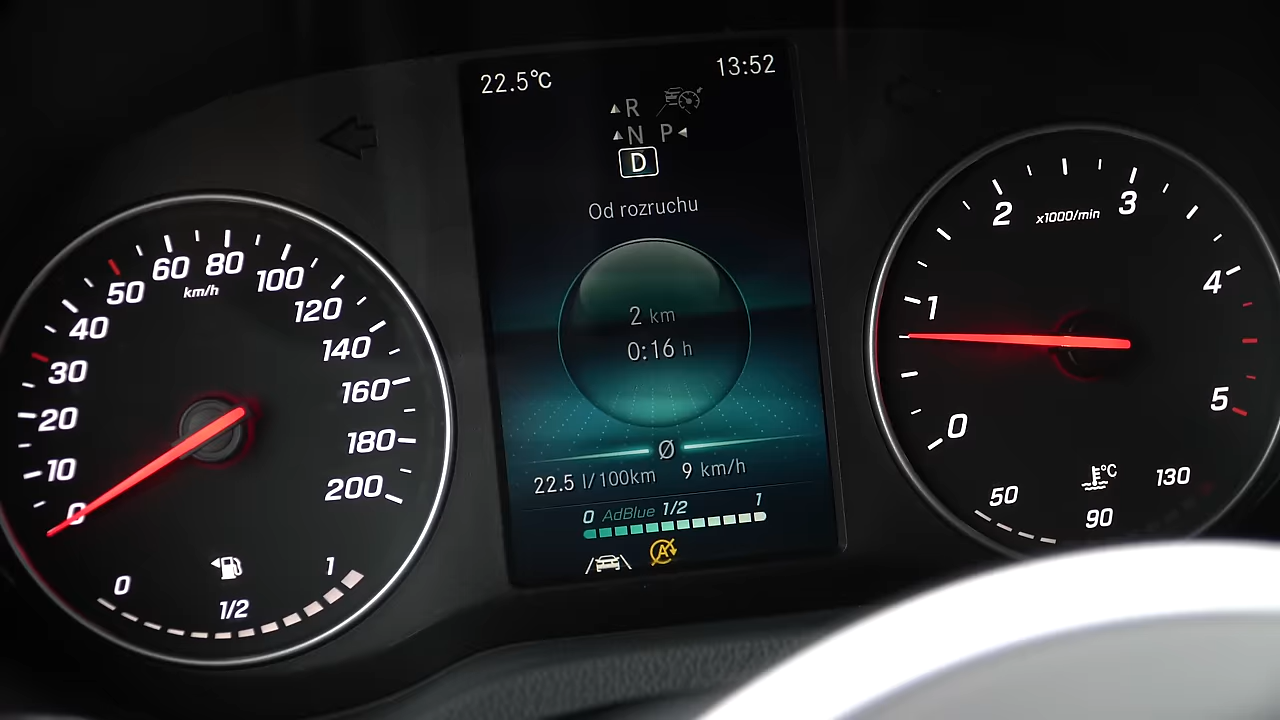 22.5°C 13:52
R
N P
D
Od rozruchu
2 km
0:16 h
Ø
22.5 l/100km 9 km/h
0 AdBlue 1/2 1
A
0
10
20
30
40
50
60
80
100
120
140
160
180
200
km/h
0 1/2 1
0
1
2
3
4
5
x1000/min
50 90 130
°C